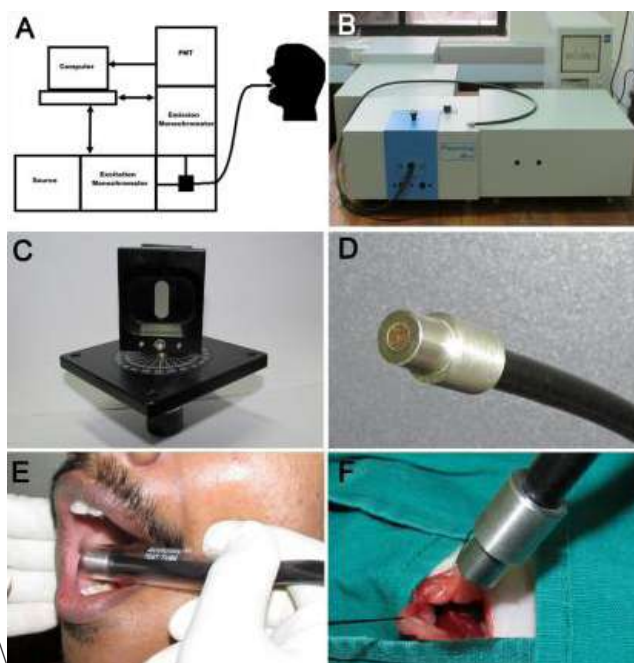 A
PMT
Computer
Emission
Monochromator
Source
Excitation
Monochromator
B
C
D
E
F